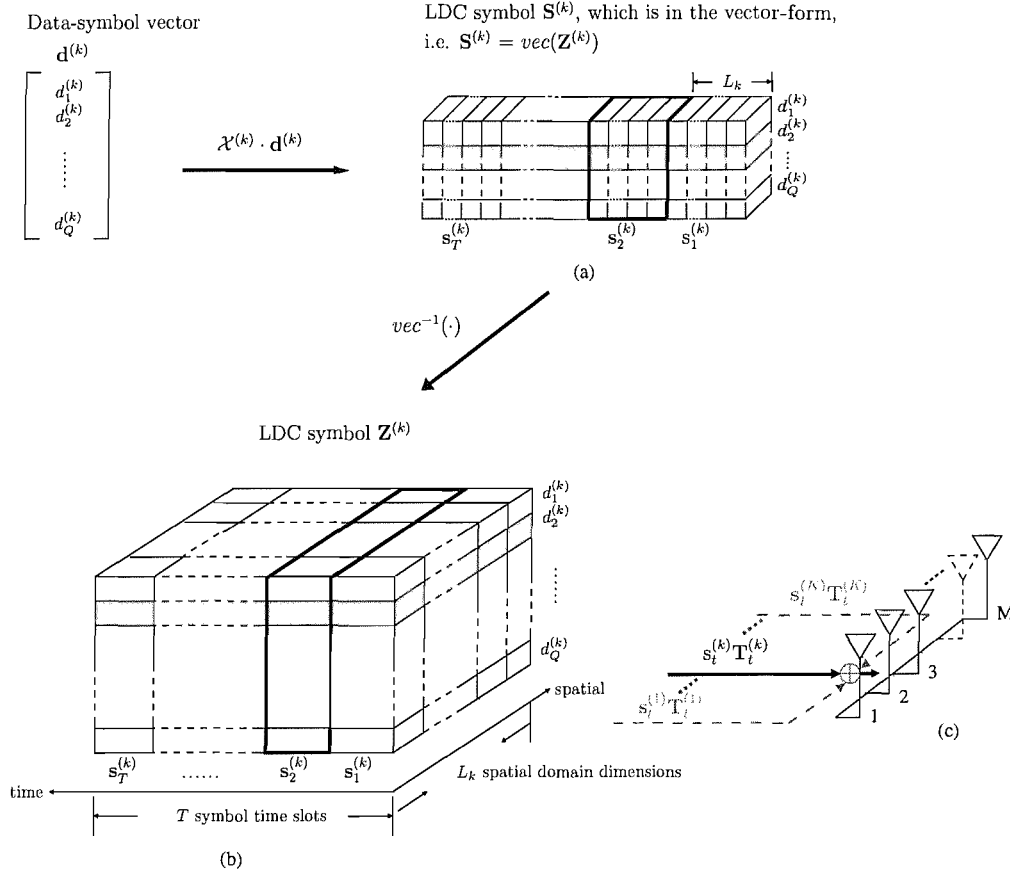 Data-symbol vector
d^{(k)}
d_1^{(k)}
d_2^{(k)}
......
d_Q^{(k)}
𝒳^{(k)} · d^{(k)}
LDC symbol S^{(k)}, which is in the vector-form,
i.e. S^{(k)} = vec(Z^{(k)})
L_k
d_1^{(k)}
d_2^{(k)}
....
d_Q^{(k)}
s_T^{(k)} s_2^{(k)} s_1^{(k)}
(a)
vec^{-1}(·)
LDC symbol Z^{(k)}
d_1^{(k)}
d_2^{(k)}
......
d_Q^{(k)}
spatial
s_T^{(k)} ...... s_2^{(k)} s_1^{(k)}
L_k spatial domain dimensions
time
T symbol time slots
(b)
s_t^{(K)}T_t^{(K)}
s_t^{(k)}T_t^{(k)}
s_t^{(1)}T_t^{(1)}
M
3
2
1
(c)